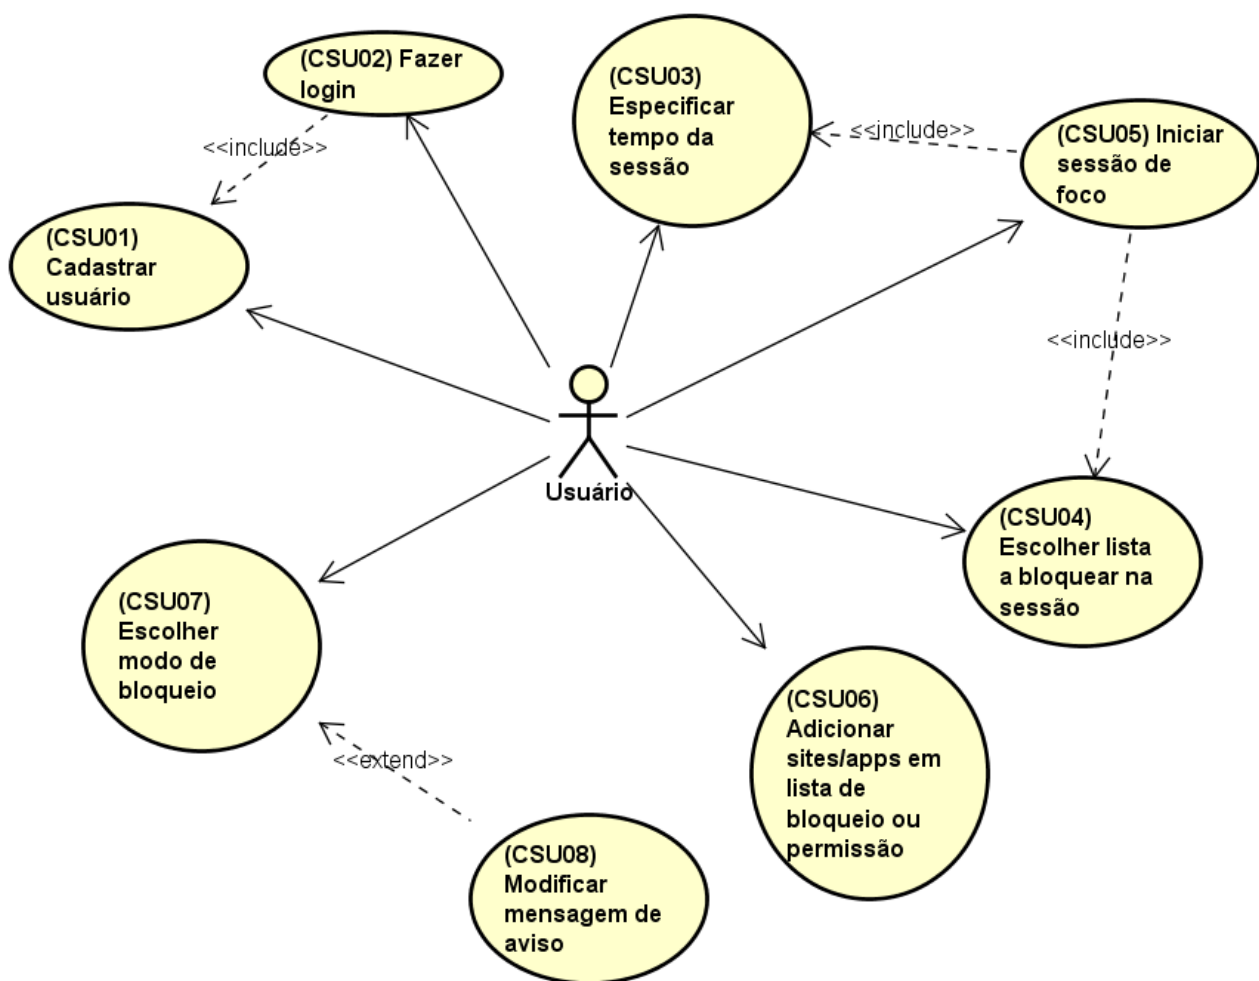 (CSU02) Fazer
login
(CSU03)
Especificar
tempo da
sessão
<<include>>
(CSU05) Iniciar
sessão de
foco
<<include>>
(CSU01)
Cadastrar
usuário
<<include>>
Usuário
(CSU04)
Escolher lista
a bloquear na
sessão
(CSU07)
Escolher
modo de
bloqueio
(CSU06)
Adicionar
sites/apps em
lista de
bloqueio ou
permissão
<<extend>>
(CSU08)
Modificar
mensagem de
aviso